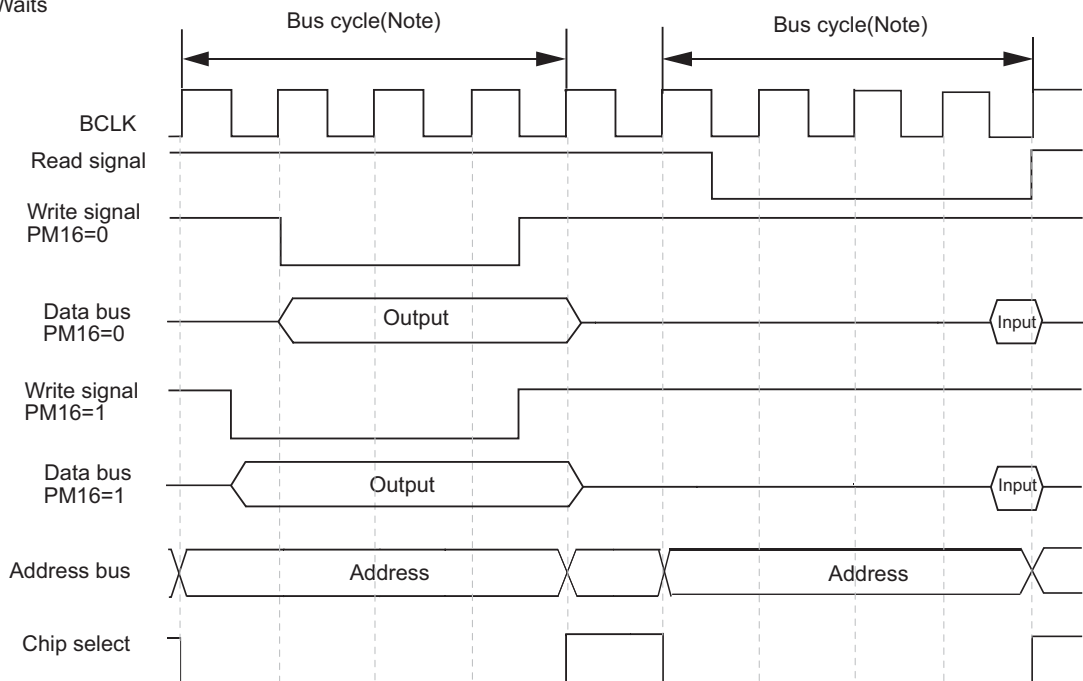 Waits
Bus cycle(Note)
Bus cycle(Note)
BCLK
Read signal
Write signal
PM16=0
Data bus
PM16=0
Output
Input
Write signal
PM16=1
Data bus
PM16=1
Output
Input
Address bus
Address
Address
Chip select